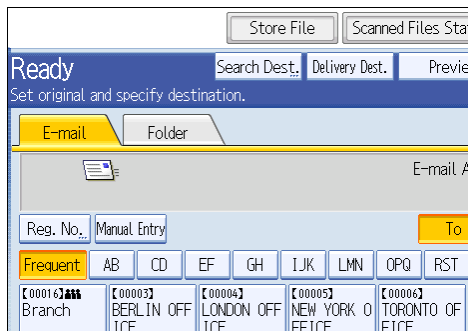 Store File
Scanned Files Sta
Ready
Search Dest.
Delivery Dest.
Previe
Set original and specify destination.
E-mail
Folder
E-mail A
Reg. No.
Manual Entry
To
Frequent
AB
CD
EF
GH
IJK
LMN
OPQ
RST
[00016]
Branch
[00003]
BERLIN OFF
ICE
[00004]
LONDON OFF
ICE
[00005]
NEW YORK O
FFICE
[00006]
TORONTO OF
FICE